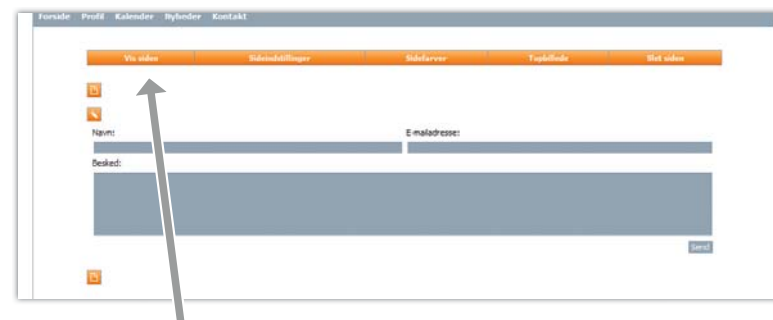 Forside Profil Kalender Nyheder Kontakt
Vis siden Sideindstillinger Sidefarver Topbillede Slet siden
Navn: E-mailadresse:
Besked:
Send